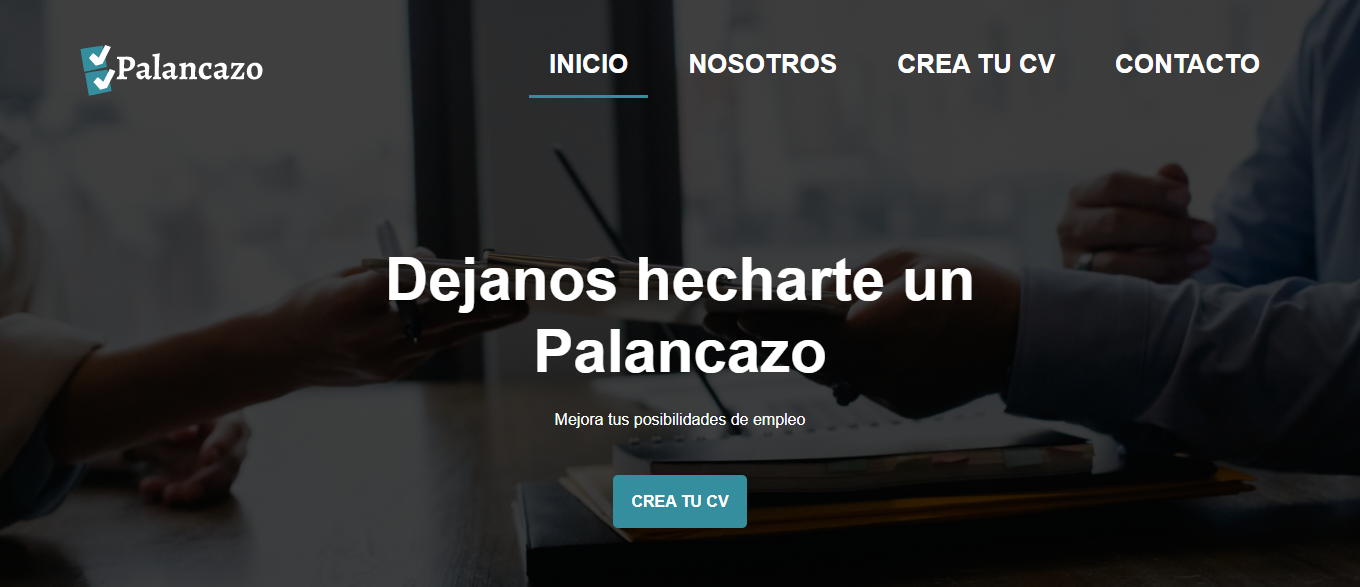 Palancazo
INICIO
NOSOTROS
CREA TU CV
CONTACTO
Dejanos hecharte un
Palancazo
Mejora tus posibilidades de empleo
CREA TU CV